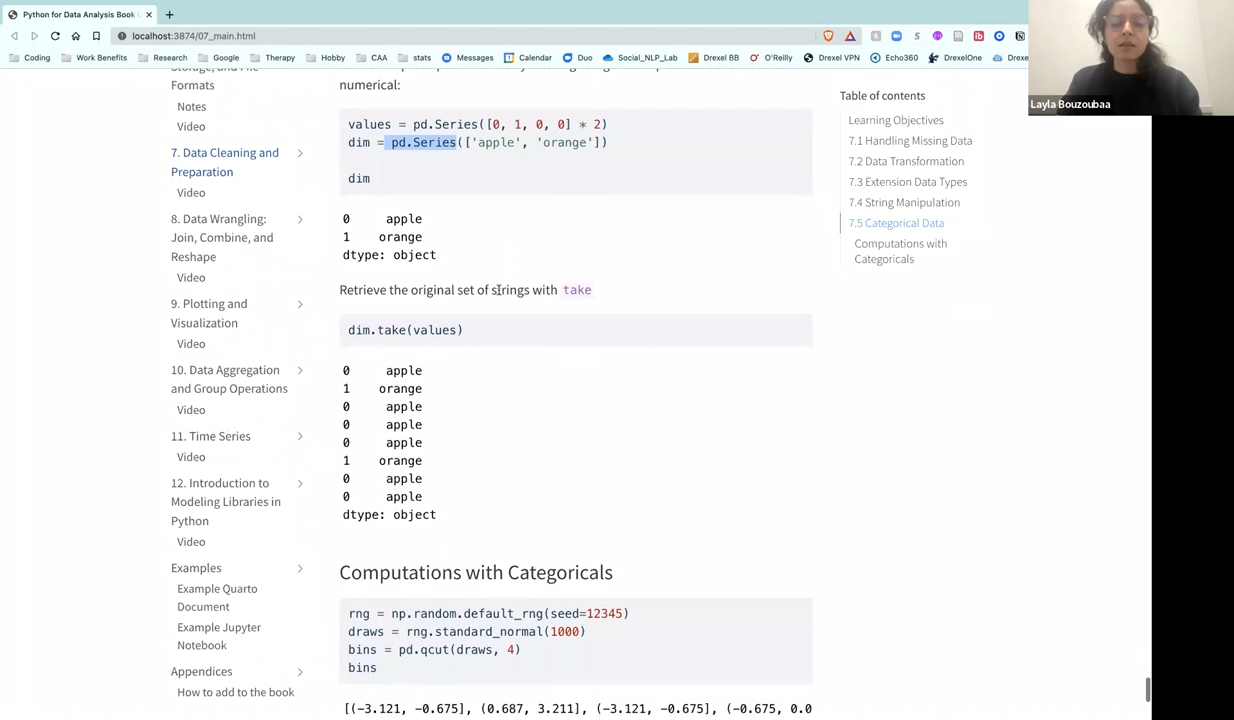 Python for Data Analysis Book
localhost:3874/07_main.html
Coding
Work Benefits
Research
Google
Therapy
Hobby
CAA
stats
Messages
Calendar
Duo
Social_NLP_Lab
Drexel BB
O'Reilly
Drexel VPN
Echo360
DrexelOne
Layla Bouzoubaa
Formats
Notes
Video
7. Data Cleaning and
Preparation
Video
8. Data Wrangling:
Join, Combine, and
Reshape
Video
9. Plotting and
Visualization
Video
10. Data Aggregation
and Group Operations
Video
11. Time Series
Video
12. Introduction to
Modeling Libraries in
Python
Video
Examples
Example Quarto
Document
Example Jupyter
Notebook
Appendices
How to add to the book
numerical:
values = pd.Series([0, 1, 0, 0] * 2)
dim = pd.Series(['apple', 'orange'])
dim
0 apple
1 orange
dtype: object
Retrieve the original set of strings with take
dim.take(values)
0 apple
1 orange
0 apple
0 apple
0 apple
1 orange
0 apple
0 apple
dtype: object
Computations with Categoricals
rng = np.random.default_rng(seed=12345)
draws = rng.standard_normal(1000)
bins = pd.qcut(draws, 4)
bins
[(-3.121, -0.675], (0.687, 3.211], (-3.121, -0.675], (-0.675, 0.0
Table of contents
Learning Objectives
7.1 Handling Missing Data
7.2 Data Transformation
7.3 Extension Data Types
7.4 String Manipulation
7.5 Categorical Data
Computations with
Categoricals